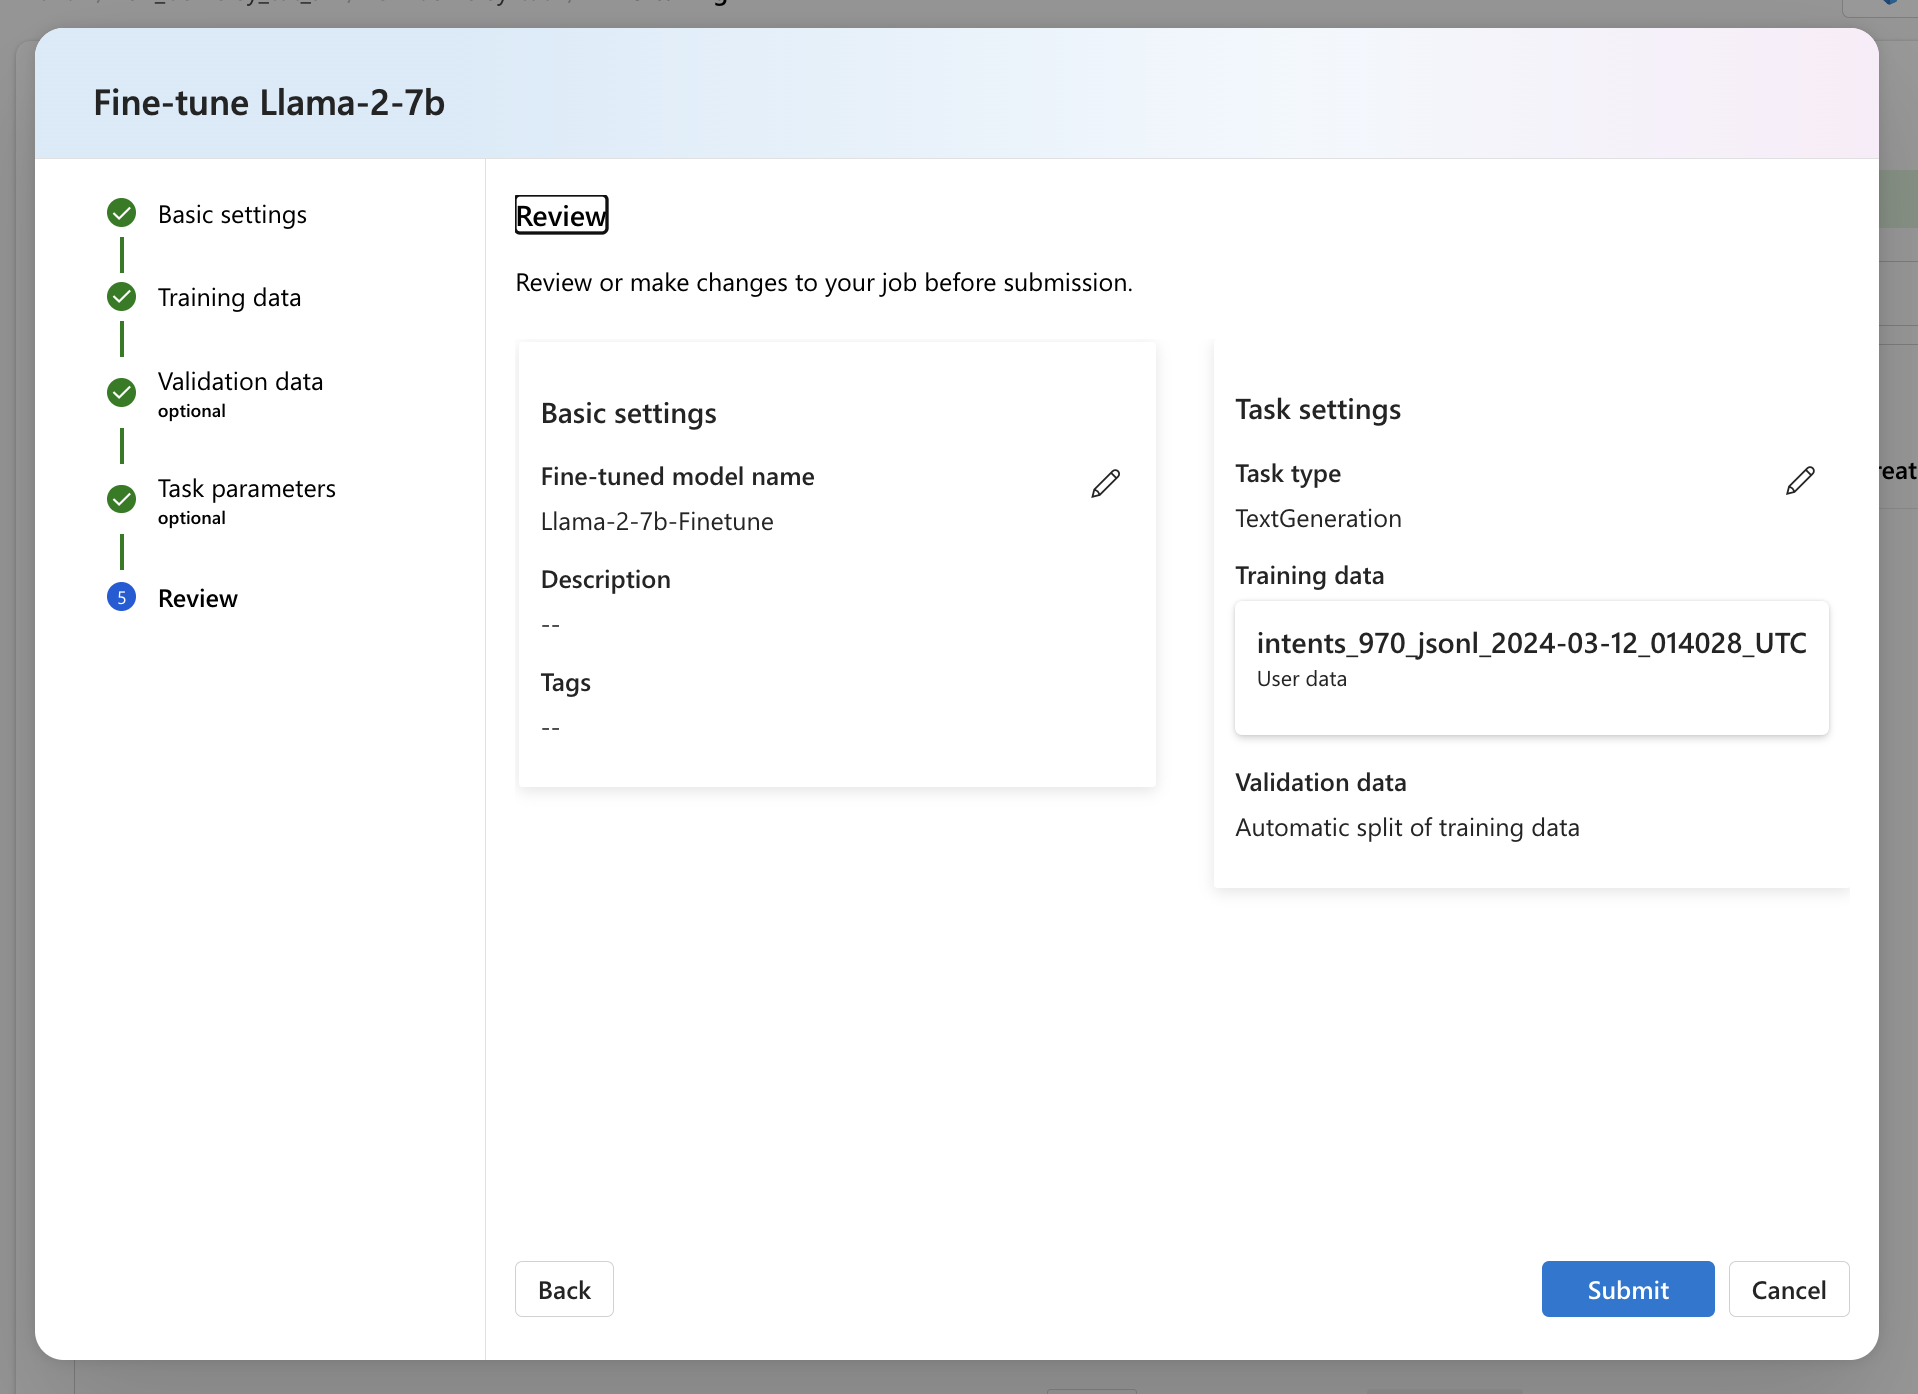 Fine-tune Llama-2-7b
Basic settings
Training data
Validation data
optional
Task parameters
optional
5
Review
Review
Review or make changes to your job before submission.
Basic settings
Fine-tuned model name
Llama-2-7b-Finetune
Description
--
Tags
--
Task settings
Task type
TextGeneration
Training data
intents_970_jsonl_2024-03-12_014028_UTC
User data
Validation data
Automatic split of training data
Back
Submit
Cancel